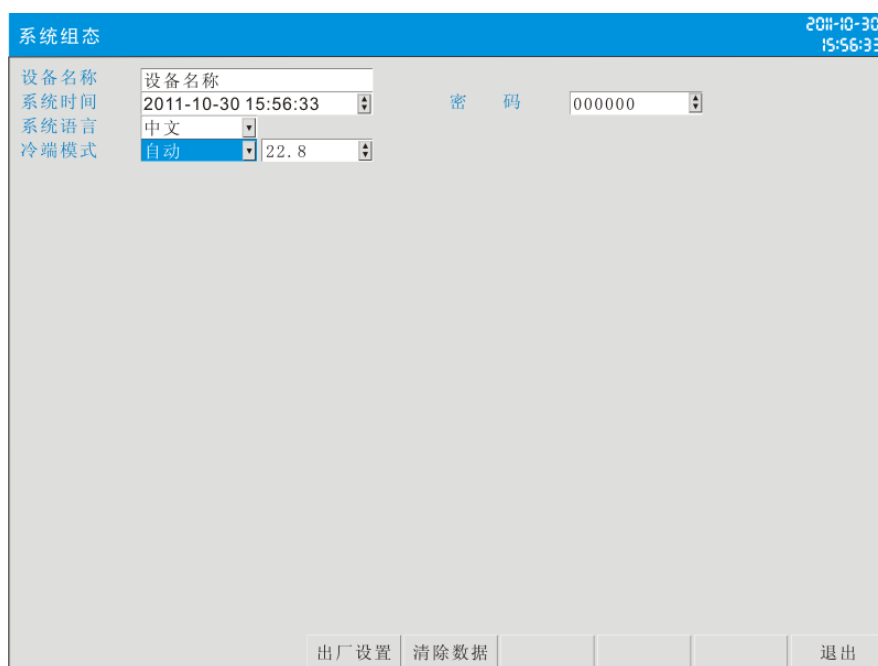 系统组态
2011-10-30
15:56:33
设备名称 设备名称
系统时间 2011-10-30 15:56:33 密 码 000000
系统语言 中文
冷端模式 自动 22.8
出厂设置 清除数据 退出